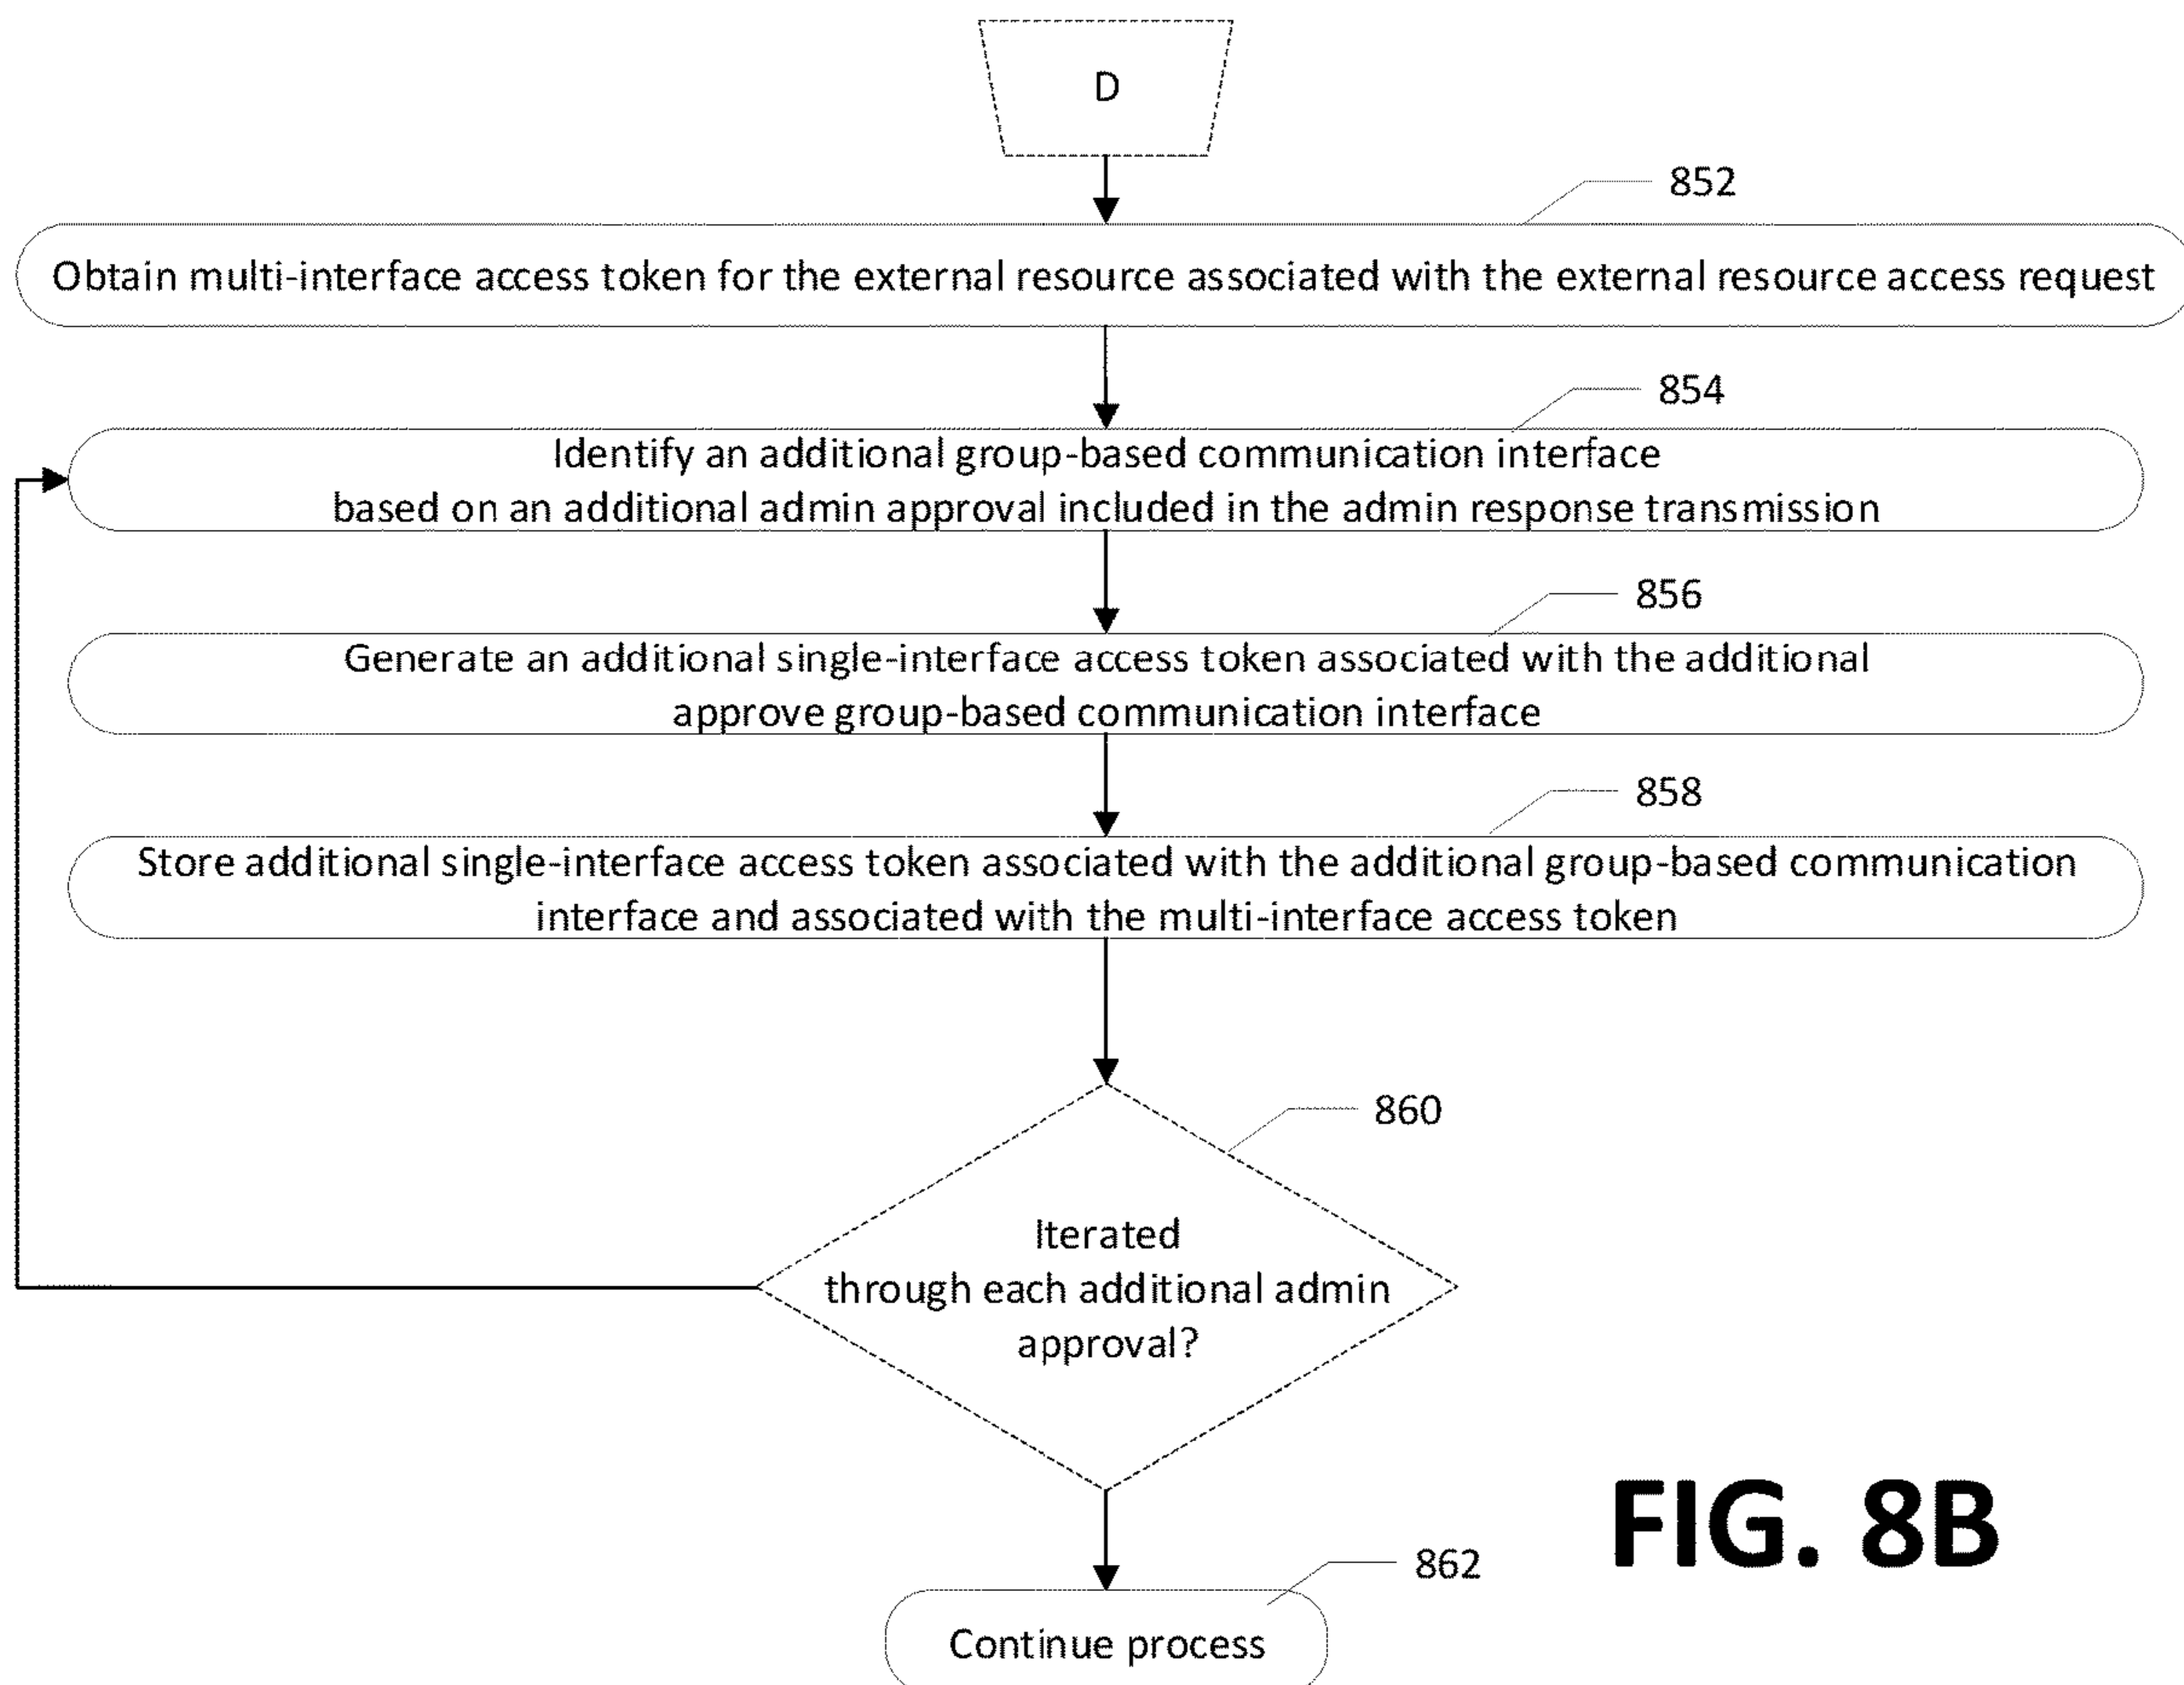 D
852
Obtain multi-interface access token for the external resource associated with the external resource access request
854
Identify an additional group-based communication interface
based on an additional admin approval included in the admin response transmission
856
Generate an additional single-interface access token associated with the additional
approve group-based communication interface
858
Store additional single-interface access token associated with the additional group-based communication
interface and associated with the multi-interface access token
860
Iterated
through each additional admin
approval?
FIG. 8B
862
Continue process